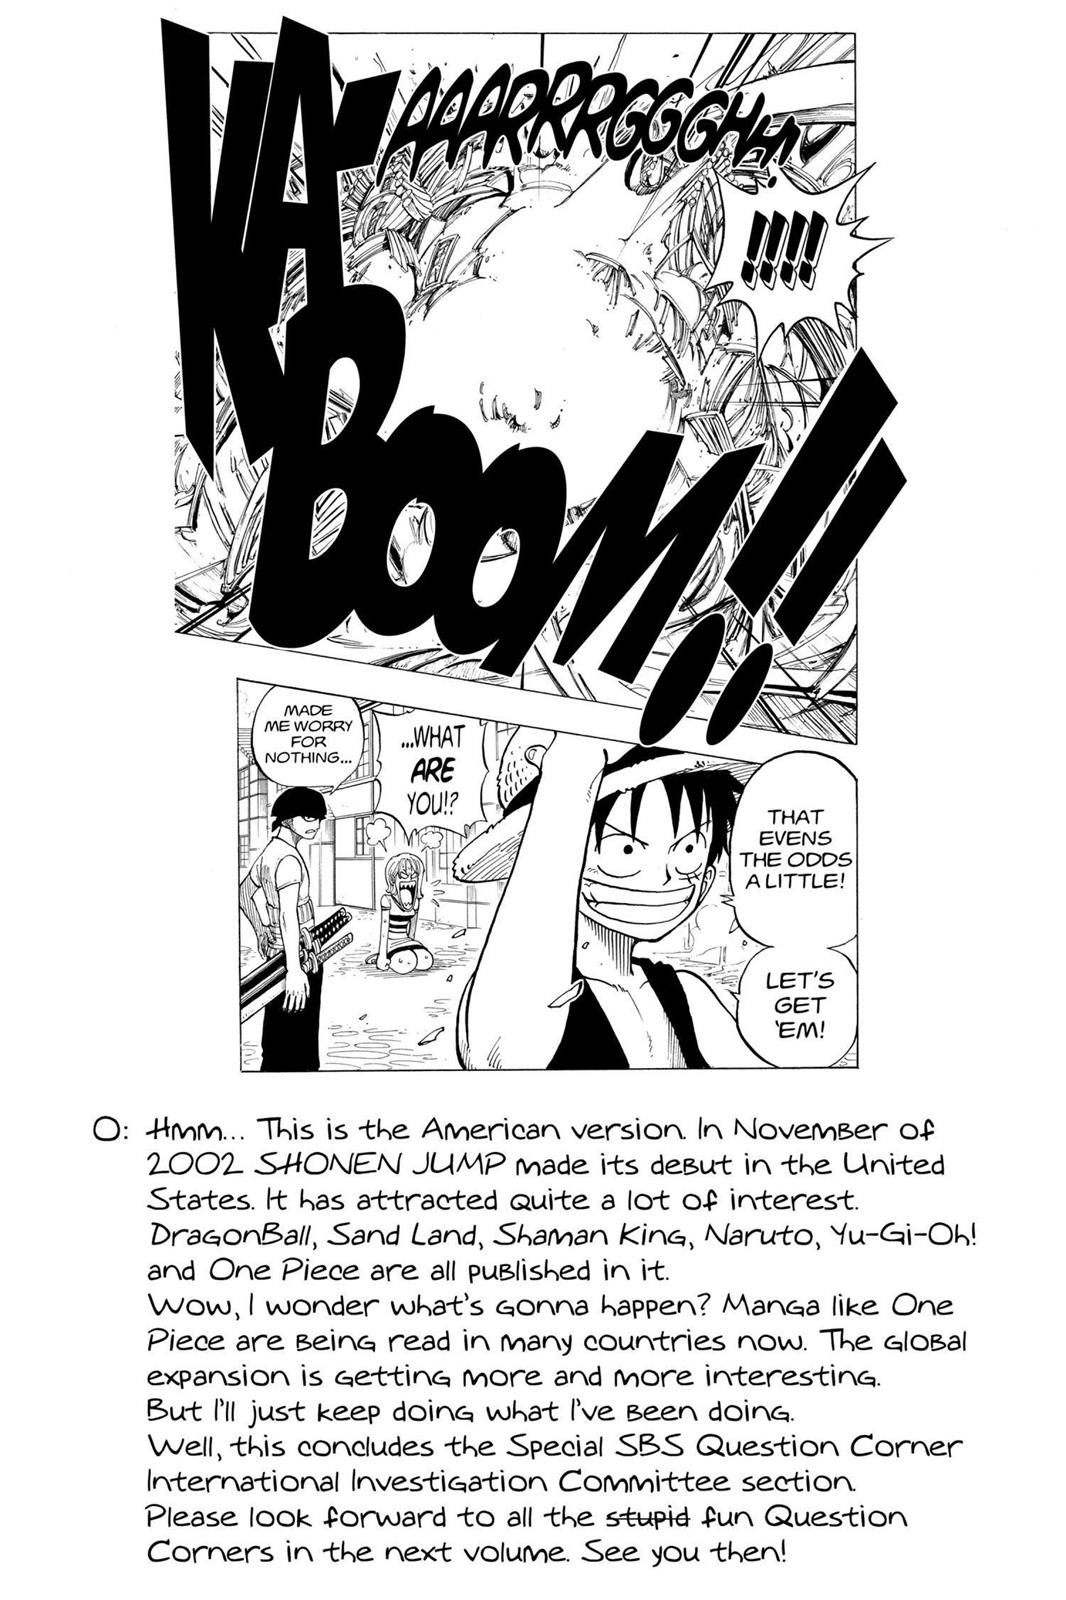 KA-
BOOM!!
AAAARRRGGGHH!!
!!!!
MADE
ME WORRY
FOR
NOTHING...
...WHAT
ARE
YOU!?
THAT
EVENS
THE ODDS
A LITTLE!
LET'S
GET
'EM!
O: Hmm... This is the American version. In November of
2002 SHONEN JUMP made its debut in the United
States. It has attracted quite a lot of interest.
DragonBall, Sand Land, Shaman King, Naruto, Yu-Gi-Oh!
and One Piece are all published in it.
Wow, I wonder what's gonna happen? Manga like One
Piece are being read in many countries now. The global
expansion is getting more and more interesting.
But I'll just keep doing what I've been doing.
Well, this concludes the Special SBS Question Corner
International Investigation Committee section.
Please look forward to all the stupid fun Question
Corners in the next volume. See you then!